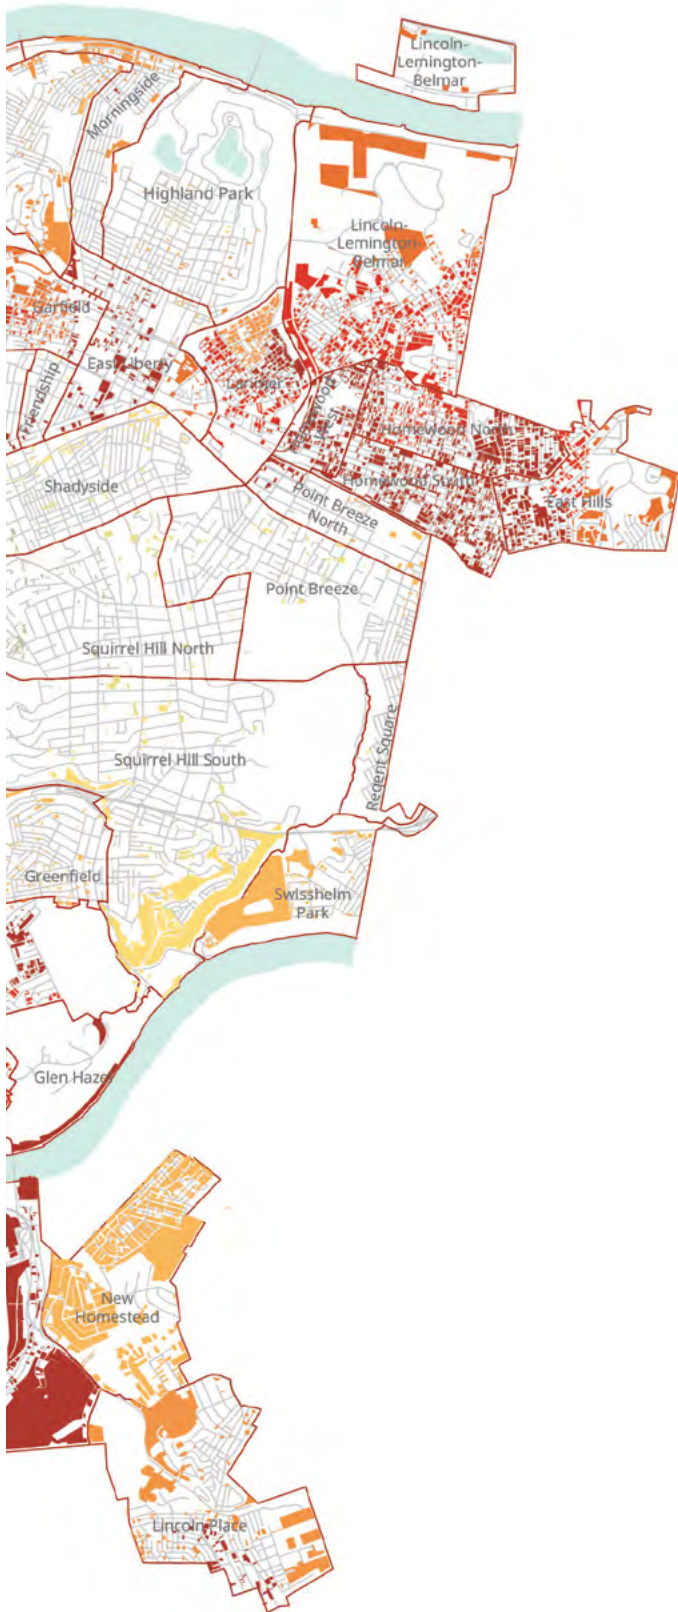 Lincoln-
Lemington-
Belmar
Morningside
Highland Park
Lincoln-
Lemington-
Belmar
Garfield
East Liberty
Friendship
Larimer
Homewood
West
Homewood North
Shadyside
Homewood South
Point Breeze
North
East Hills
Point Breeze
Squirrel Hill North
Squirrel Hill South
Regent Square
Greenfield
Swisshelm
Park
Glen Hazel
New
Homestead
Lincoln Place